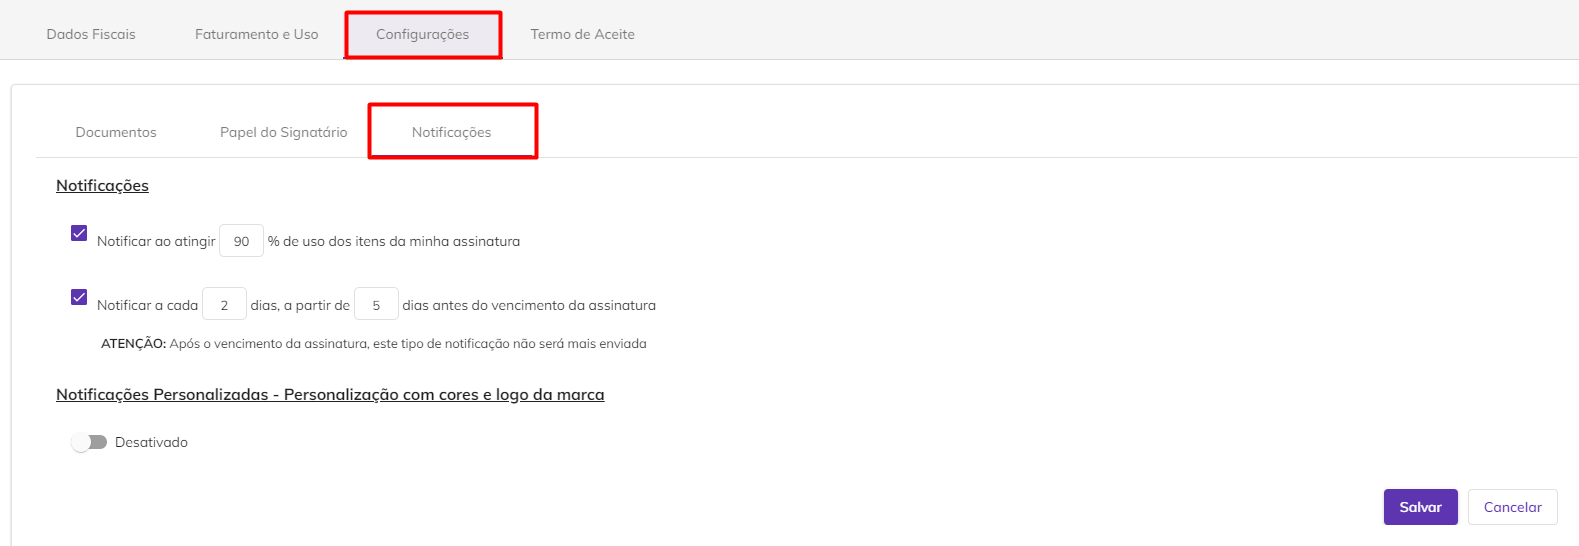 Dados Fiscais Faturamento e Uso Configurações Termo de Aceite
Documentos Papel do Signatário Notificações
Notificações
Notificar ao atingir 90 % de uso dos itens da minha assinatura
Notificar a cada 2 dias, a partir de 5 dias antes do vencimento da assinatura
ATENÇÃO: Após o vencimento da assinatura, este tipo de notificação não será mais enviada
Notificações Personalizadas - Personalização com cores e logo da marca
Desativado
Salvar Cancelar